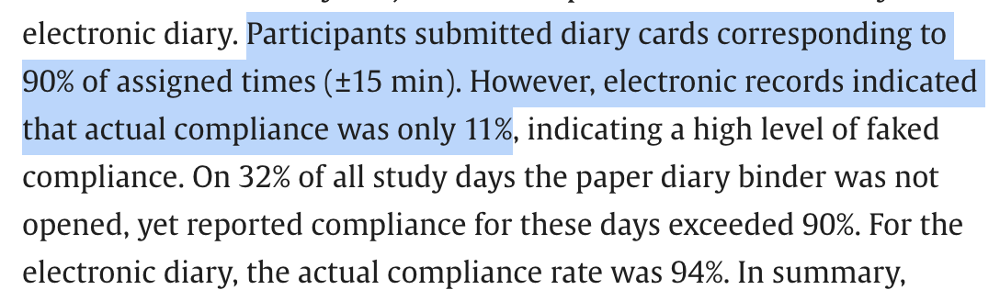 electronic diary. Participants submitted diary cards corresponding to
90% of assigned times (±15 min). However, electronic records indicated
that actual compliance was only 11%, indicating a high level of faked
compliance. On 32% of all study days the paper diary binder was not
opened, yet reported compliance for these days exceeded 90%. For the
electronic diary, the actual compliance rate was 94%. In summary,